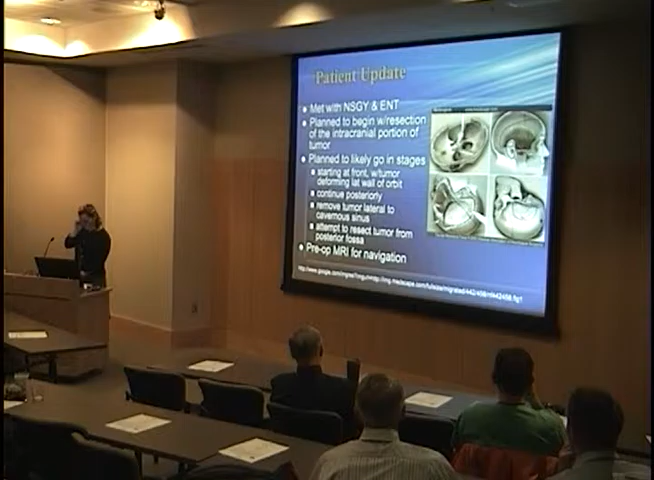 Patient Update
Met with NSGY & ENT
Planned to begin w/resection
of the intracranial portion of
tumor
Planned to likely go in stages
starting at front, w/tumor
deforming lat wall of orbit
continue posteriorly
remove tumor lateral to
cavernous sinus
attempt to resect tumor from
posterior fossa
Pre-op MRI for navigation